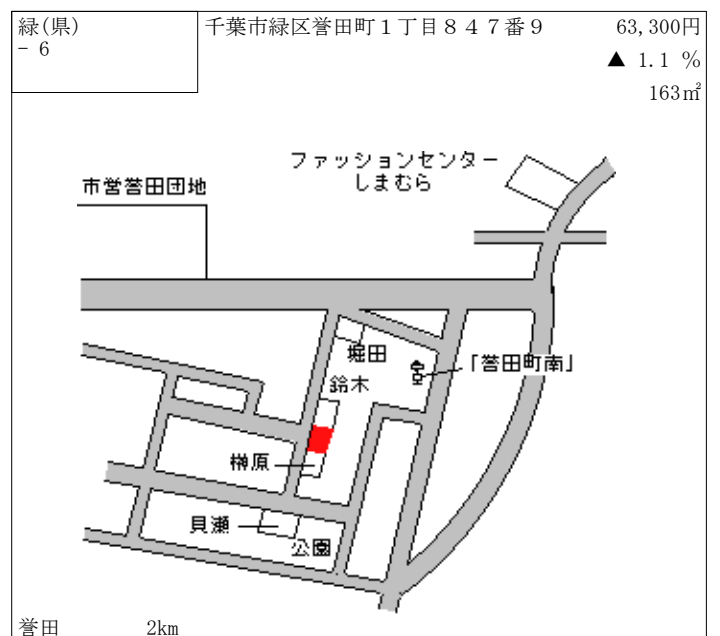 緑(県)
- 6
千葉市緑区誉田町１丁目８４７番９
63,300円
▲ 1.1 %
163㎡
ファッションセンター
しまむら
市営誉田団地
堀田
「誉田町南」
鈴木
榊原
貝瀬
公園
誉田 2km